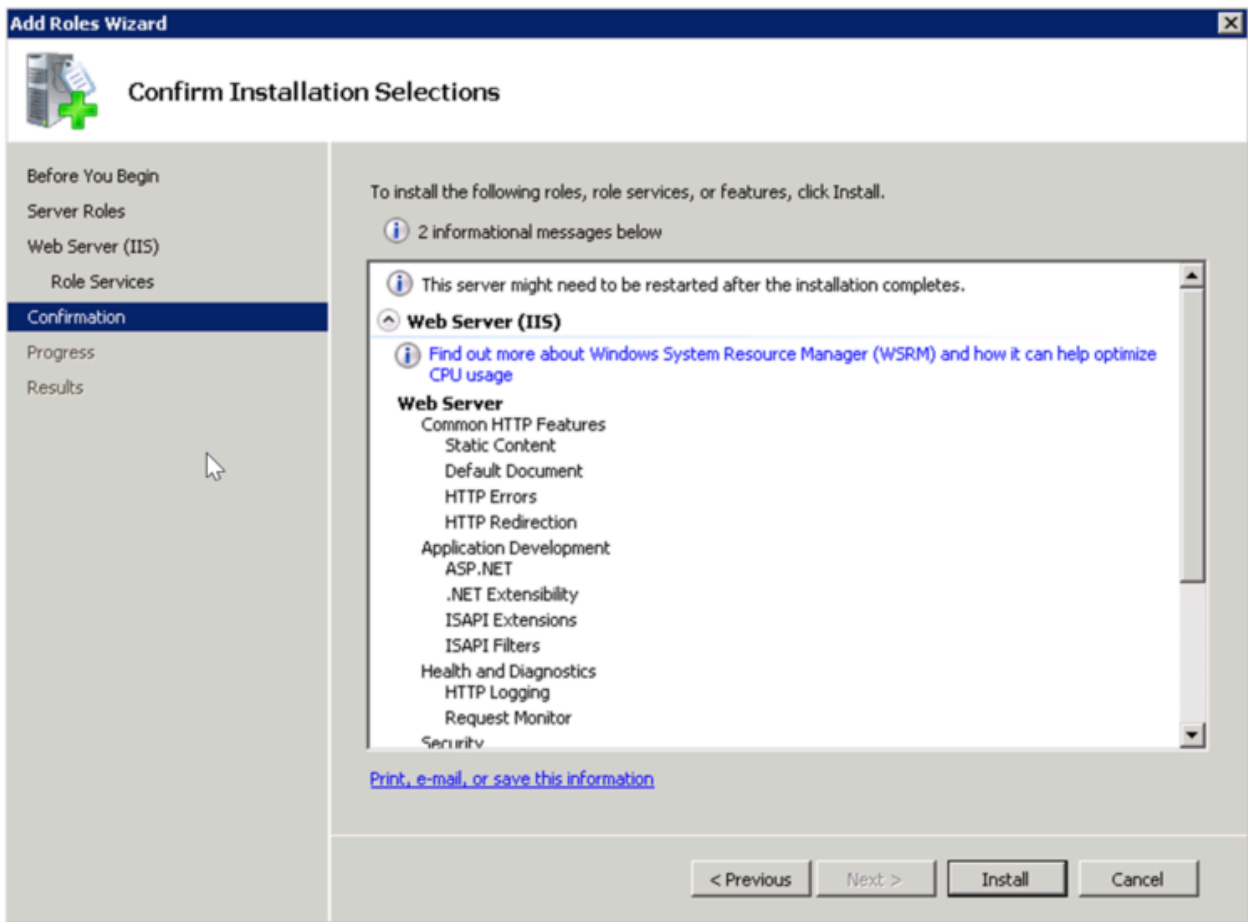 Add Roles Wizard
Confirm Installation Selections
Before You Begin
Server Roles
Web Server (IIS)
Role Services
Confirmation
Progress
Results
To install the following roles, role services, or features, click Install.
2 informational messages below
This server might need to be restarted after the installation completes.
Web Server (IIS)
Find out more about Windows System Resource Manager (WSRM) and how it can help optimize
CPU usage
Web Server
Common HTTP Features
Static Content
Default Document
HTTP Errors
HTTP Redirection
Application Development
ASP.NET
.NET Extensibility
ISAPI Extensions
ISAPI Filters
Health and Diagnostics
HTTP Logging
Request Monitor
Security
Print, e-mail, or save this information
< Previous
Next >
Install
Cancel